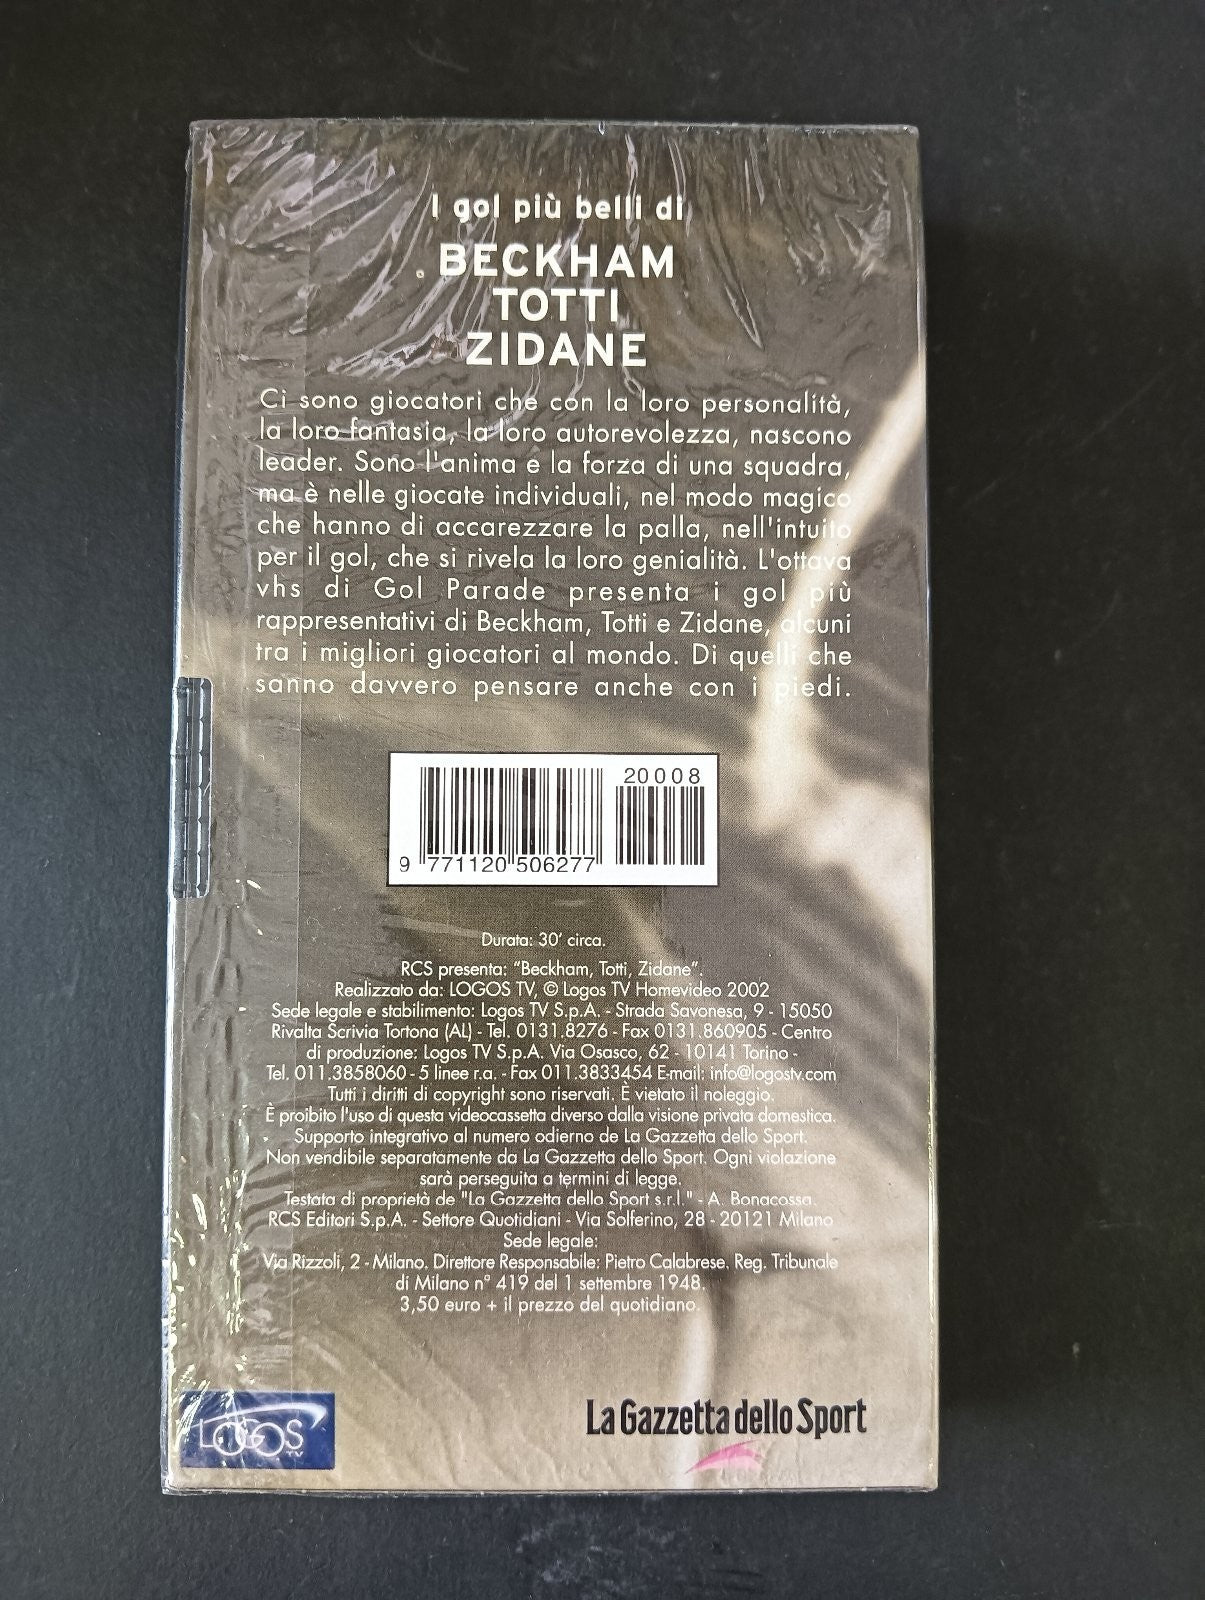 I gol più belli di
BECKHAM
TOTTI
ZIDANE
Ci sono giocatori che con la loro personalità,
la loro fantasia, la loro autorevolezza, nascono
leader. Sono l'anima e la forza di una squadra,
ma è nelle giocate individuali, nel modo magico
che hanno di accarezzare la palla, nell'intuito
per il gol, che si rivela la loro genialità. L'ottava
vhs di Gol Parade presenta i gol più
rappresentativi di Beckham, Totti e Zidane, alcuni
tra i migliori giocatori al mondo. Di quelli che
sanno davvero pensare anche con i piedi.
20008
9 771120 506277
Durata: 30' circa.
RCS presenta: "Beckham, Totti, Zidane".
Realizzato da: LOGOS TV, © Logos TV Homevideo 2002
Sede legale e stabilimento: Logos TV S.p.A. - Strada Savonesa, 9 - 15050
Rivalta Scrivia Tortona (AL) - Tel. 0131.8276 - Fax 0131.860905 - Centro
di produzione: Logos TV S.p.A. Via Osasco, 62 - 10141 Torino -
Tel. 011.3858060 - 5 linee r.a. - Fax 011.3833454 E-mail: info@logostv.com
Tutti i diritti di copyright sono riservati. È vietato il noleggio.
È proibito l'uso di questa videocassetta diverso dalla visione privata domestica.
Supporto integrativo al numero odierno de La Gazzetta dello Sport.
Non vendibile separatamente da La Gazzetta dello Sport. Ogni violazione
sarà perseguita a termini di legge.
Testata di proprietà de "La Gazzetta dello Sport s.r.l." - A. Bonacossa.
RCS Editori S.p.A. - Settore Quotidiani - Via Solferino, 28 - 20121 Milano
Sede legale:
Via Rizzoli, 2 - Milano. Direttore Responsabile: Pietro Calabrese. Reg. Tribunale
di Milano n° 419 del 1 settembre 1948.
3,50 euro + il prezzo del quotidiano.
LOGOS TV
La Gazzetta dello Sport